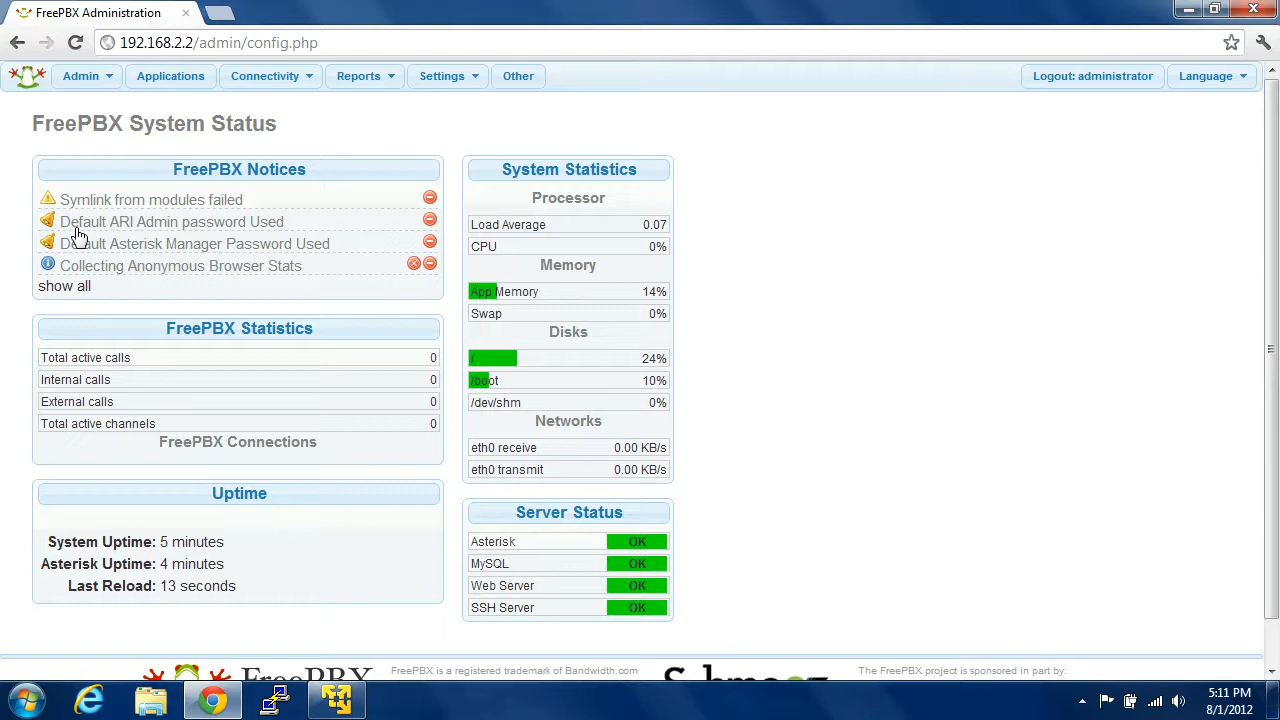 FreePBX Administration
192.168.2.2/admin/config.php
Admin
Applications
Connectivity
Reports
Settings
Other
Logout: administrator
Language
FreePBX System Status
FreePBX Notices
Symlink from modules failed
Default ARI Admin password Used
Default Asterisk Manager Password Used
Collecting Anonymous Browser Stats
show all
FreePBX Statistics
Total active calls 0
Internal calls 0
External calls 0
Total active channels 0
FreePBX Connections
Uptime
System Uptime: 5 minutes
Asterisk Uptime: 4 minutes
Last Reload: 13 seconds
System Statistics
Processor
Load Average 0.07
CPU 0%
Memory
App Memory 14%
Swap 0%
Disks
/ 24%
/boot 10%
/dev/shm 0%
Networks
eth0 receive 0.00 KB/s
eth0 transmit 0.00 KB/s
Server Status
Asterisk OK
MySQL OK
Web Server OK
SSH Server OK
FreePBX
FreePBX is a registered trademark of Bandwidth.com
The FreePBX project is sponsored in part by:
5:11 PM
8/1/2012